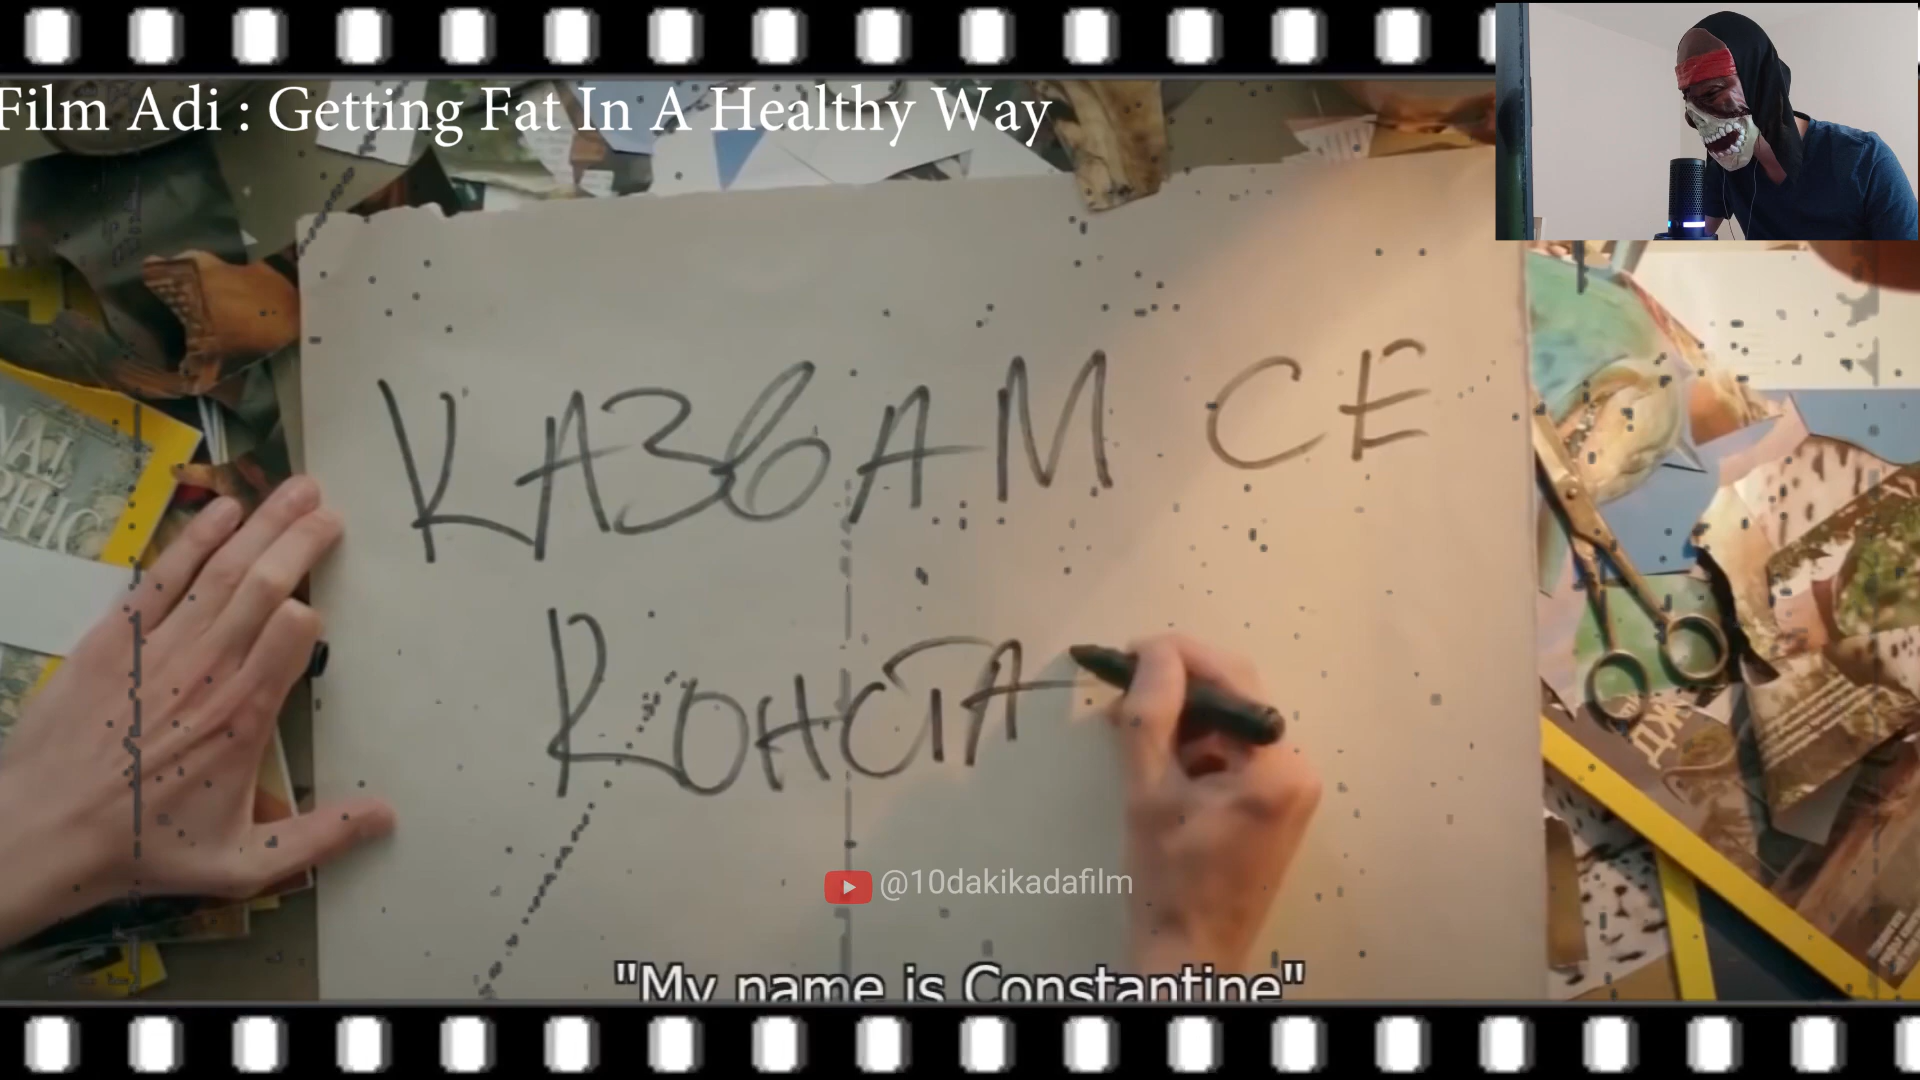 Film Adi : Getting Fat In A Healthy Way
КАЗВАМ СЕ
КОНСТА
@10dakikadafilm
"My name is Constantine"